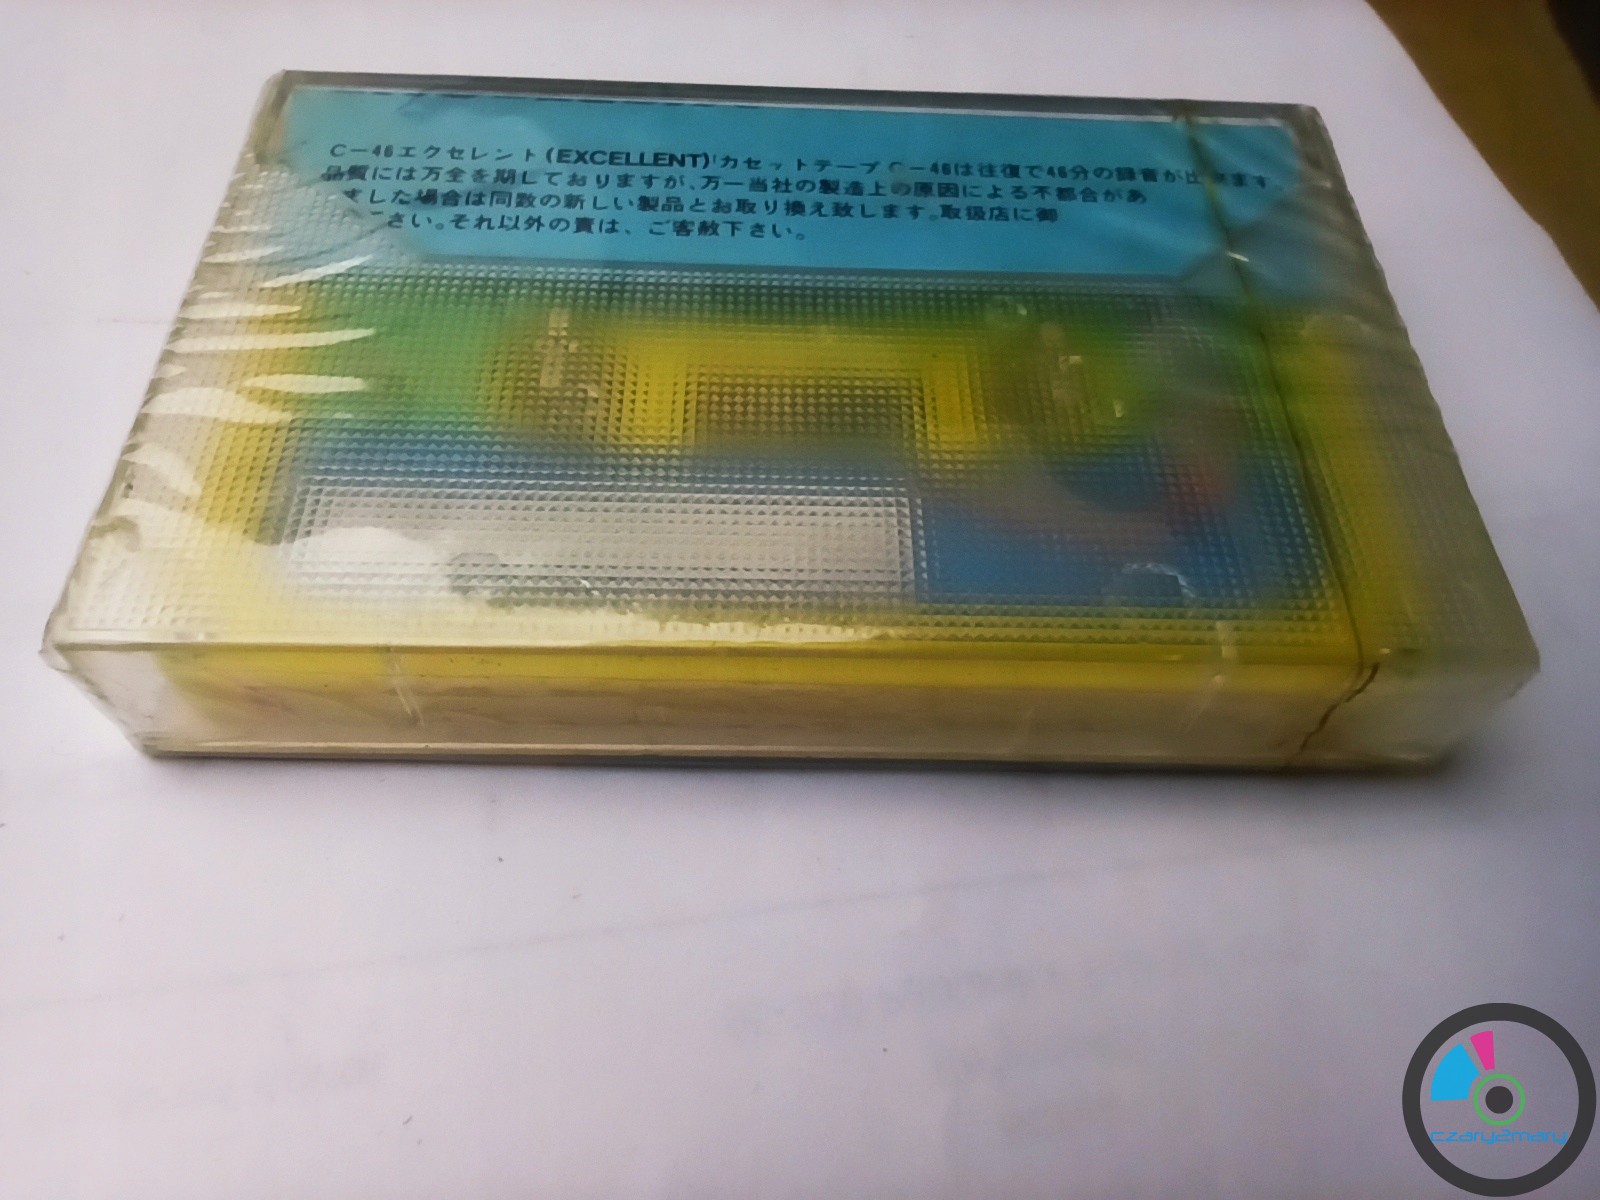 C－46エクセレント(EXCELLENT)カセットテープC－46は往復で46分の録音が出来ます
品質には万全を期しておりますが、万一当社の製造上の原因による不都合があ
ました場合は同数の新しい製品とお取り換え致します。取扱店に御
さい。それ以外の責は、ご客赦下さい。
czary2mary